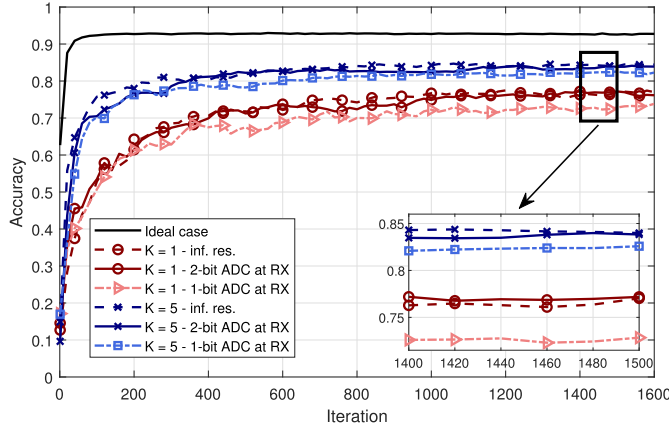 1
0.9
0.8
0.7
0.6
0.5
0.4
0.3
0.2
0.1
0
Accuracy
Ideal case
K = 1 - inf. res.
K = 1 - 2-bit ADC at RX
K = 1 - 1-bit ADC at RX
K = 5 - inf. res.
K = 5 - 2-bit ADC at RX
K = 5 - 1-bit ADC at RX
0.85
0.8
0.75
1400 1420 1440 1460 1480 1500
0 200 400 600 800 1000 1200 1400 1600
Iteration